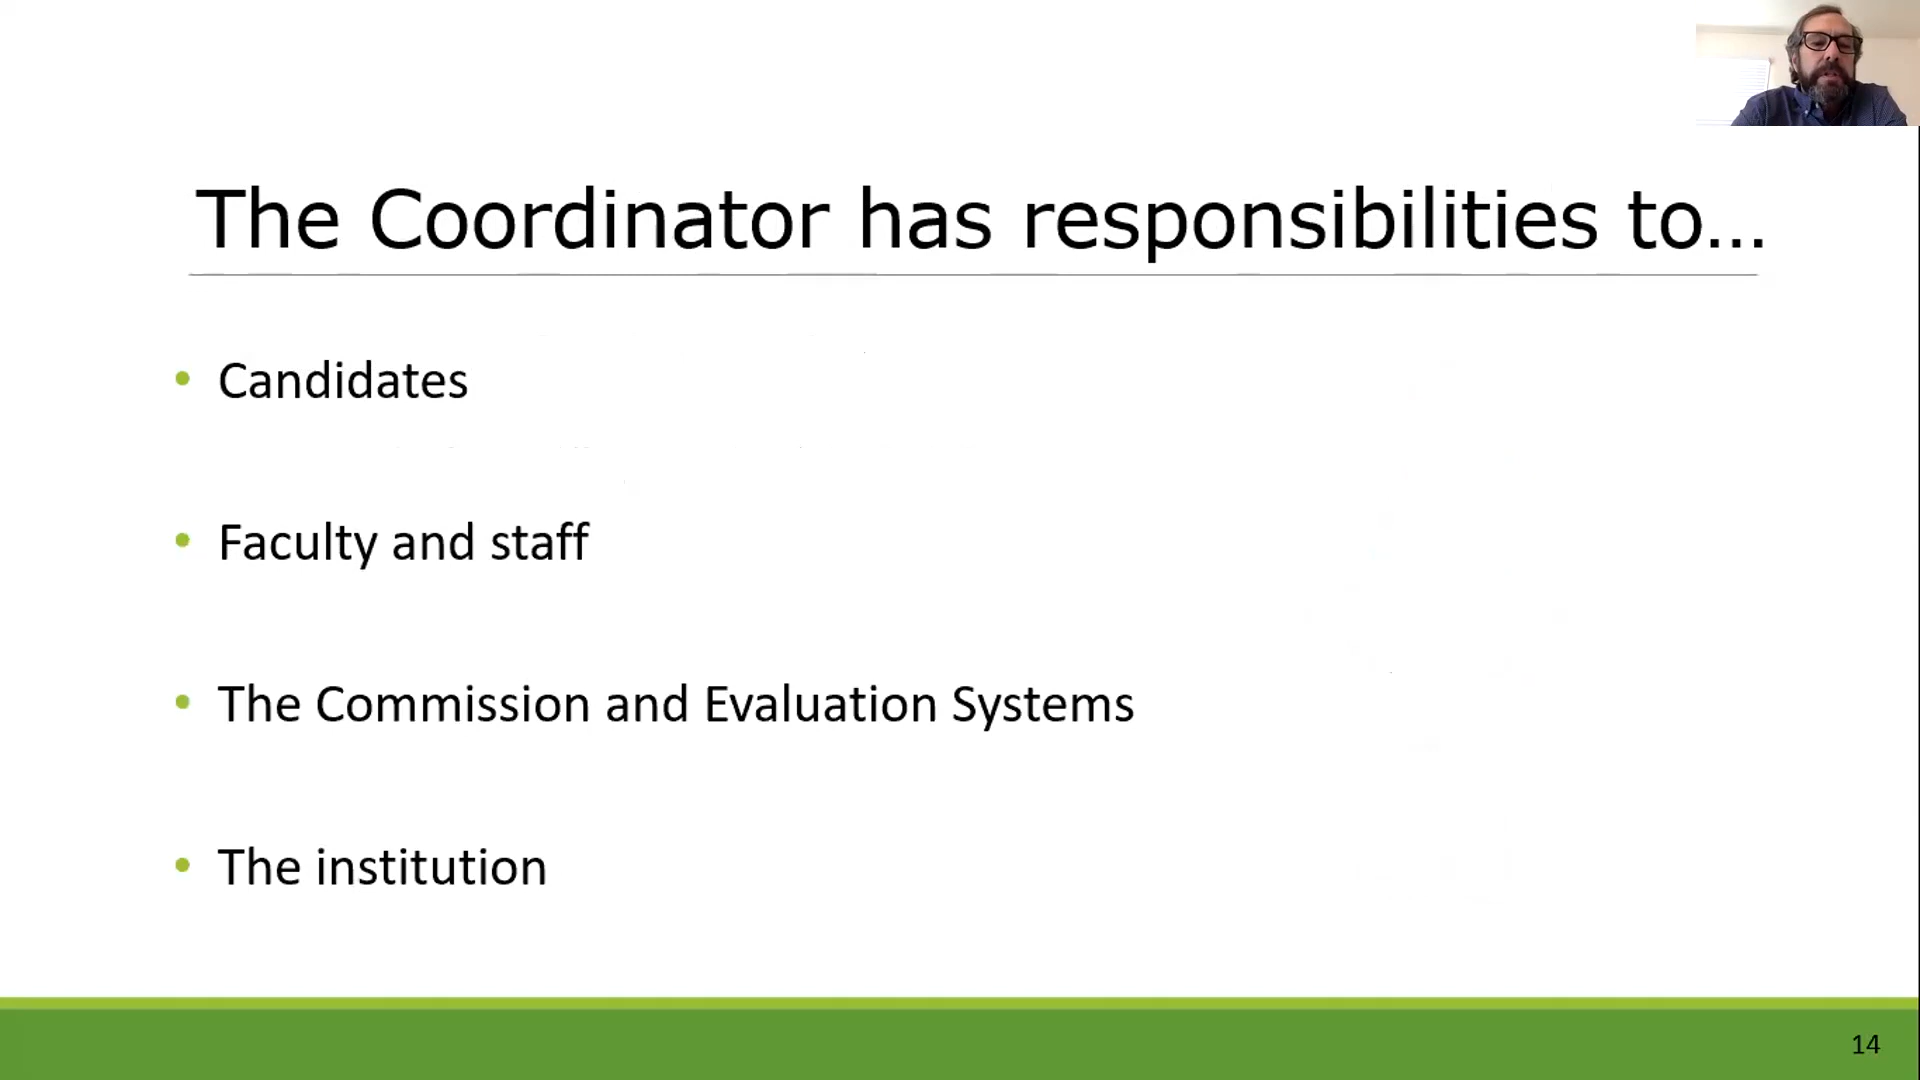 The Coordinator has responsibilities to...
• Candidates
• Faculty and staff
• The Commission and Evaluation Systems
• The institution
14